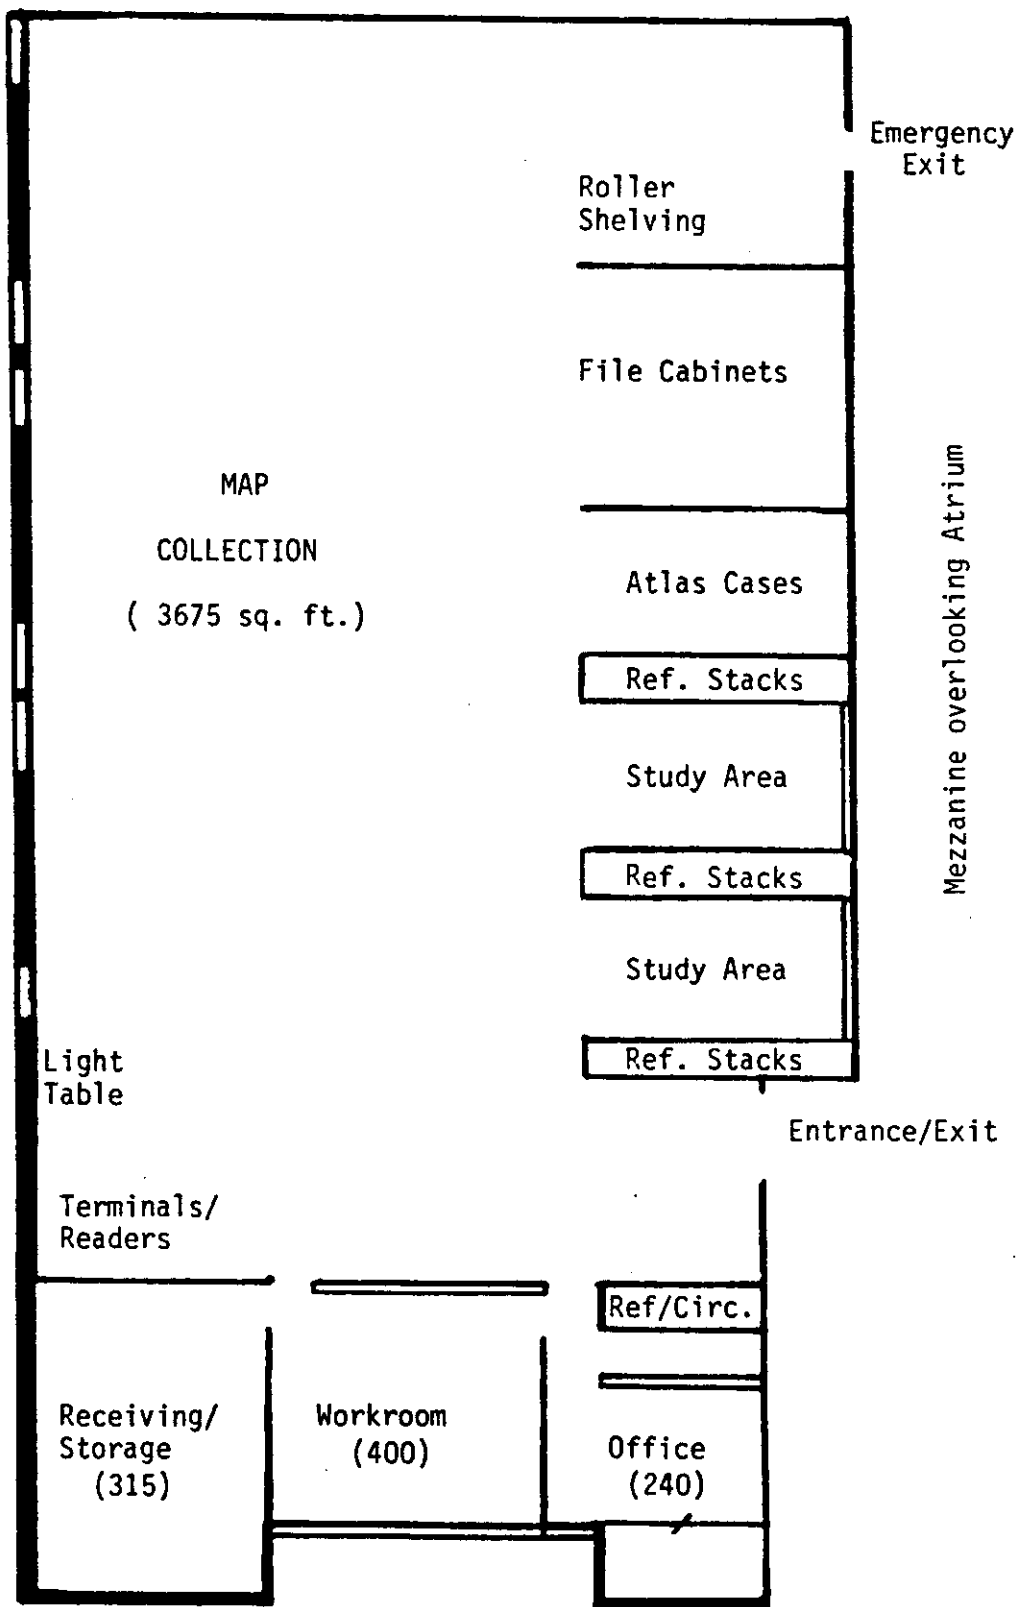 Emergency
Exit
Roller
Shelving
File Cabinets
MAP
COLLECTION
( 3675 sq. ft.)
Atlas Cases
Ref. Stacks
Study Area
Ref. Stacks
Study Area
Ref. Stacks
Mezzanine overlooking Atrium
Light
Table
Entrance/Exit
Terminals/
Readers
Ref/Circ.
Receiving/
Storage
(315)
Workroom
(400)
Office
(240)